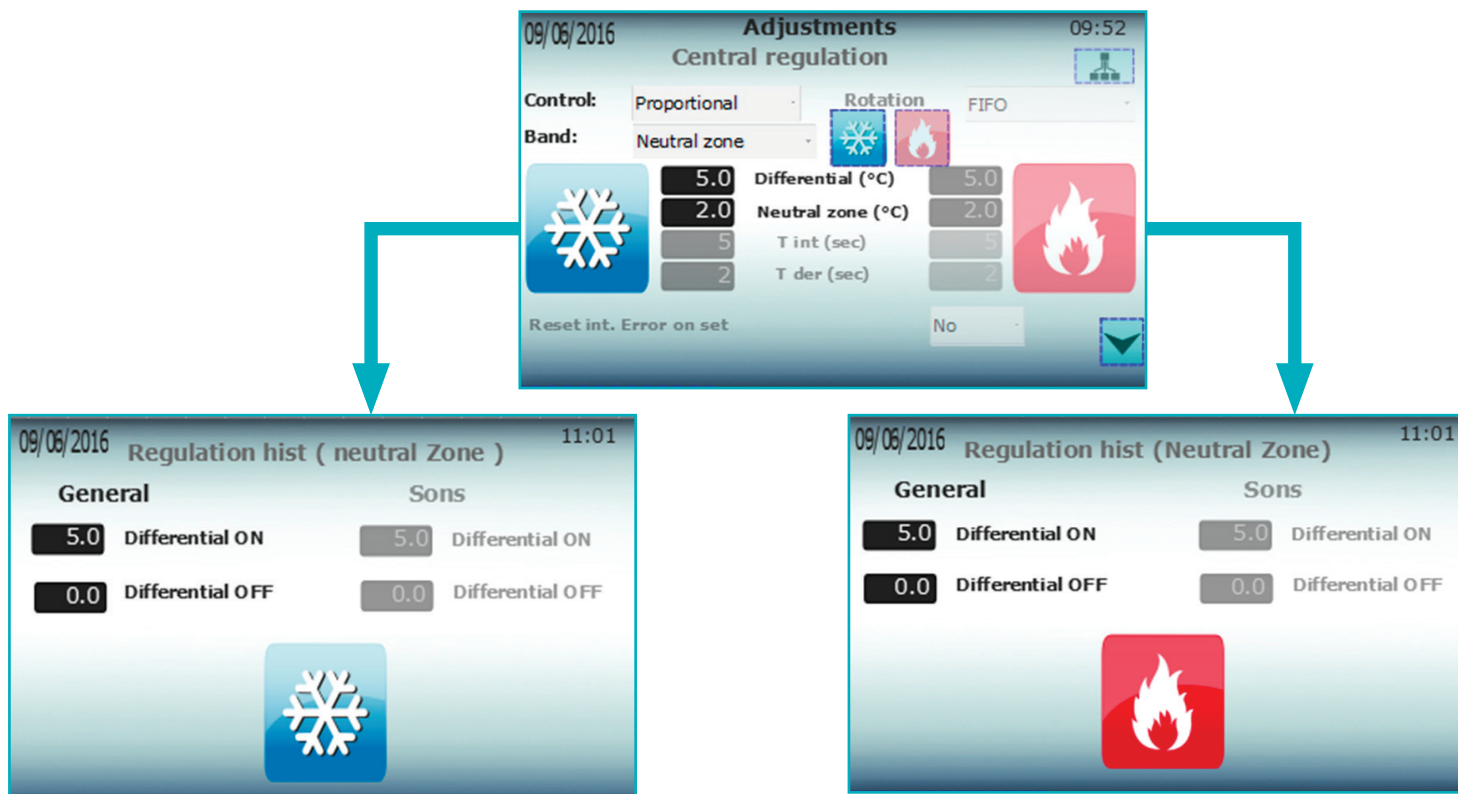 09/06/2016 Adjustments 09:52
Central regulation
Control: Proportional Rotation FIFO
Band: Neutral zone
5.0 Differential (°C) 5.0
2.0 Neutral zone (°C) 2.0
5 T int (sec) 5
2 T der (sec) 2
Reset int. Error on set No
09/06/2016 Regulation hist ( neutral Zone ) 11:01
General Sons
5.0 Differential ON 5.0 Differential ON
0.0 Differential OFF 0.0 Differential OFF
09/06/2016 Regulation hist (Neutral Zone) 11:01
General Sons
5.0 Differential ON 5.0 Differential ON
0.0 Differential OFF 0.0 Differential OFF